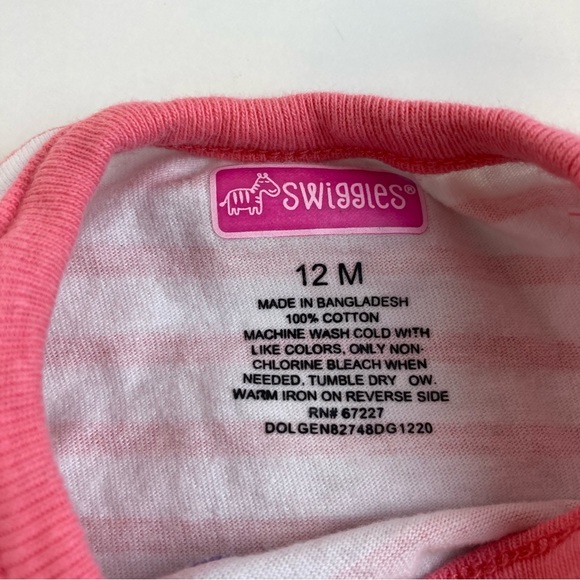 SWiggles®
12 M
MADE IN BANGLADESH
100% COTTON
MACHINE WASH COLD WITH
LIKE COLORS, ONLY NON-
CHLORINE BLEACH WHEN
NEEDED, TUMBLE DRY OW.
WARM IRON ON REVERSE SIDE
RN# 67227
DOLGEN82748DG1220